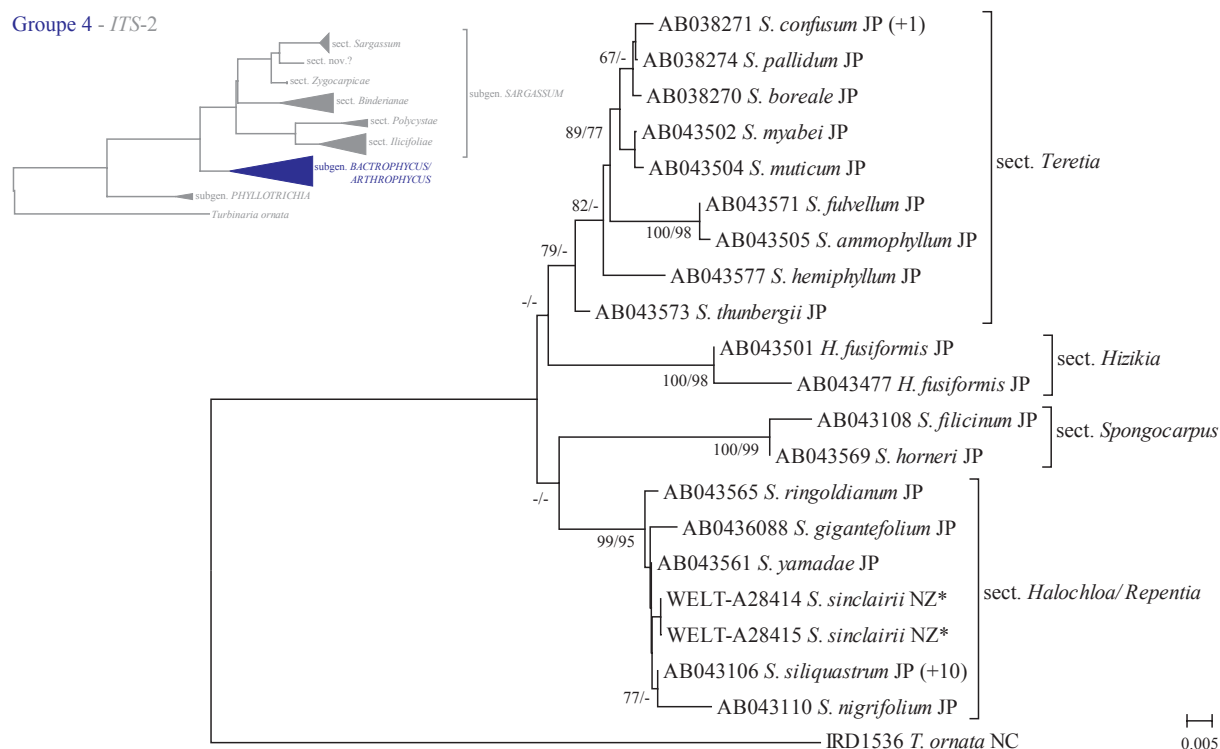 Groupe 4 - ITS-2
sect. Sargassum
sect. nov.?
sect. Zygocarpicae
sect. Binderianae
subgen. SARGASSUM
sect. Polycystae
sect. Ilicifoliae
subgen. BACTROPHYCUS/
ARTHROPHYCUS
subgen. PHYLLOTRICHIA
Turbinaria ornata
AB038271 S. confusum JP (+1)
67/-
AB038274 S. pallidum JP
AB038270 S. boreale JP
89/77
AB043502 S. myabei JP
AB043504 S. muticum JP
sect. Teretia
82/-
AB043571 S. fulvellum JP
100/98
AB043505 S. ammophyllum JP
79/-
AB043577 S. hemiphyllum JP
-/-
AB043573 S. thunbergii JP
AB043501 H. fusiformis JP
sect. Hizikia
100/98
AB043477 H. fusiformis JP
AB043108 S. filicinum JP
sect. Spongocarpus
100/99
AB043569 S. horneri JP
-/-
AB043565 S. ringoldianum JP
AB0436088 S. gigantefolium JP
99/95
AB043561 S. yamadae JP
sect. Halochloa/ Repentia
WELT-A28414 S. sinclairii NZ*
WELT-A28415 S. sinclairii NZ*
AB043106 S. siliquastrum JP (+10)
77/-
AB043110 S. nigrifolium JP
IRD1536 T. ornata NC
0.005